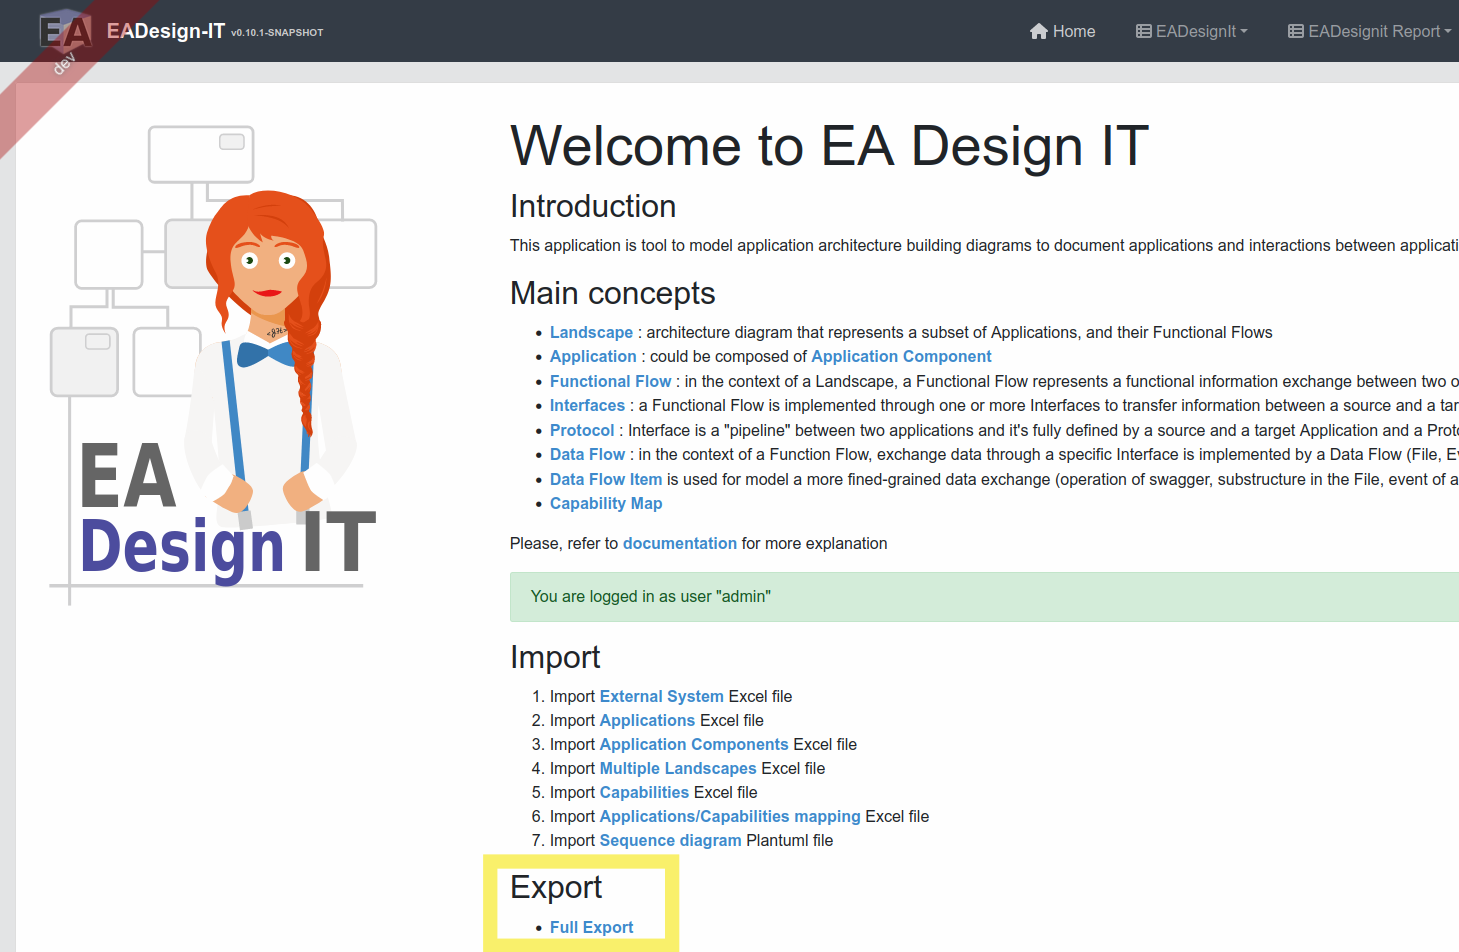 EA
EADesign-IT v0.10.1-SNAPSHOT
Home
EADesignIt
EADesignit Report
dev
Welcome to EA Design IT
Introduction
This application is tool to model application architecture building diagrams to document applications and interactions between
Main concepts
Landscape : architecture diagram that represents a subset of Applications, and their Functional Flows
Application : could be composed of Application Component
Functional Flow : in the context of a Landscape, a Functional Flow represents a functional information exchange between two
Interfaces : a Functional Flow is implemented through one or more Interfaces to transfer information between a source and a
Protocol : Interface is a "pipeline" between two applications and it's fully defined by a source and a target Application and a
Data Flow : in the context of a Function Flow, exchange data through a specific Interface is implemented by a Data Flow (File,
Data Flow Item is used for model a more fined-grained data exchange (operation of swagger, substructure in the File, event of
Capability Map
Please, refer to documentation for more explanation
You are logged in as user "admin"
Import
1. Import External System Excel file
2. Import Applications Excel file
3. Import Application Components Excel file
4. Import Multiple Landscapes Excel file
5. Import Capabilities Excel file
6. Import Applications/Capabilities mapping Excel file
7. Import Sequence diagram Plantuml file
Export
Full Export
EA
Design IT